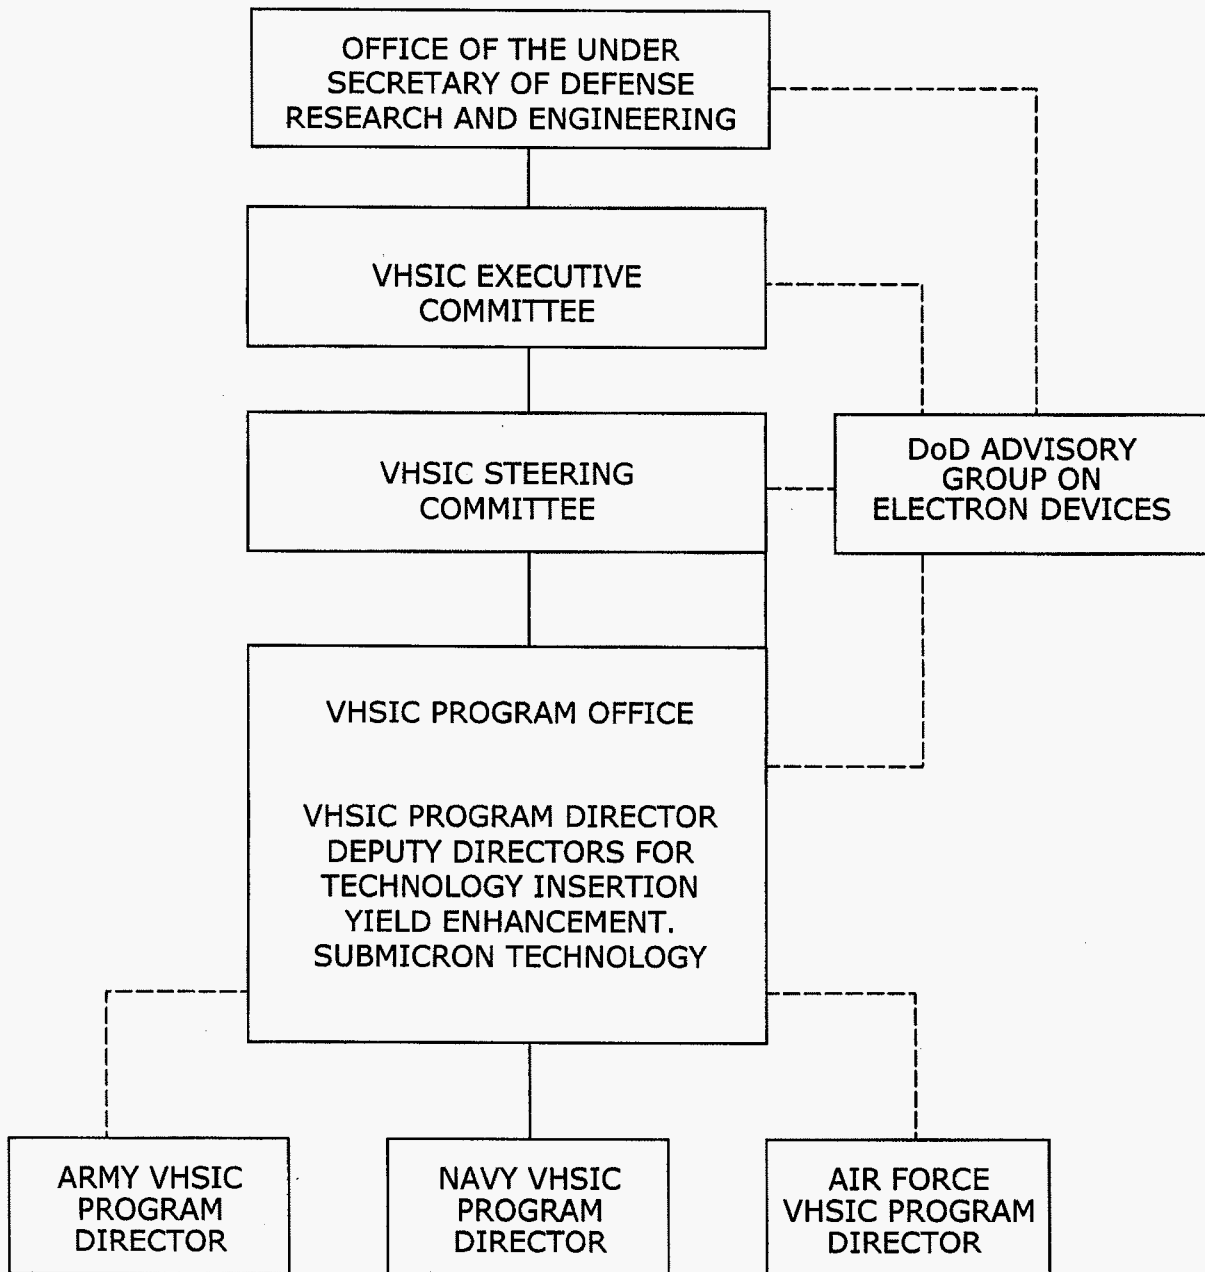 OFFICE OF THE UNDER
SECRETARY OF DEFENSE
RESEARCH AND ENGINEERING
VHSIC EXECUTIVE
COMMITTEE
VHSIC STEERING
COMMITTEE
DoD ADVISORY
GROUP ON
ELECTRON DEVICES
VHSIC PROGRAM OFFICE
VHSIC PROGRAM DIRECTOR
DEPUTY DIRECTORS FOR
TECHNOLOGY INSERTION
YIELD ENHANCEMENT.
SUBMICRON TECHNOLOGY
ARMY VHSIC
PROGRAM
DIRECTOR
NAVY VHSIC
PROGRAM
DIRECTOR
AIR FORCE
VHSIC PROGRAM
DIRECTOR